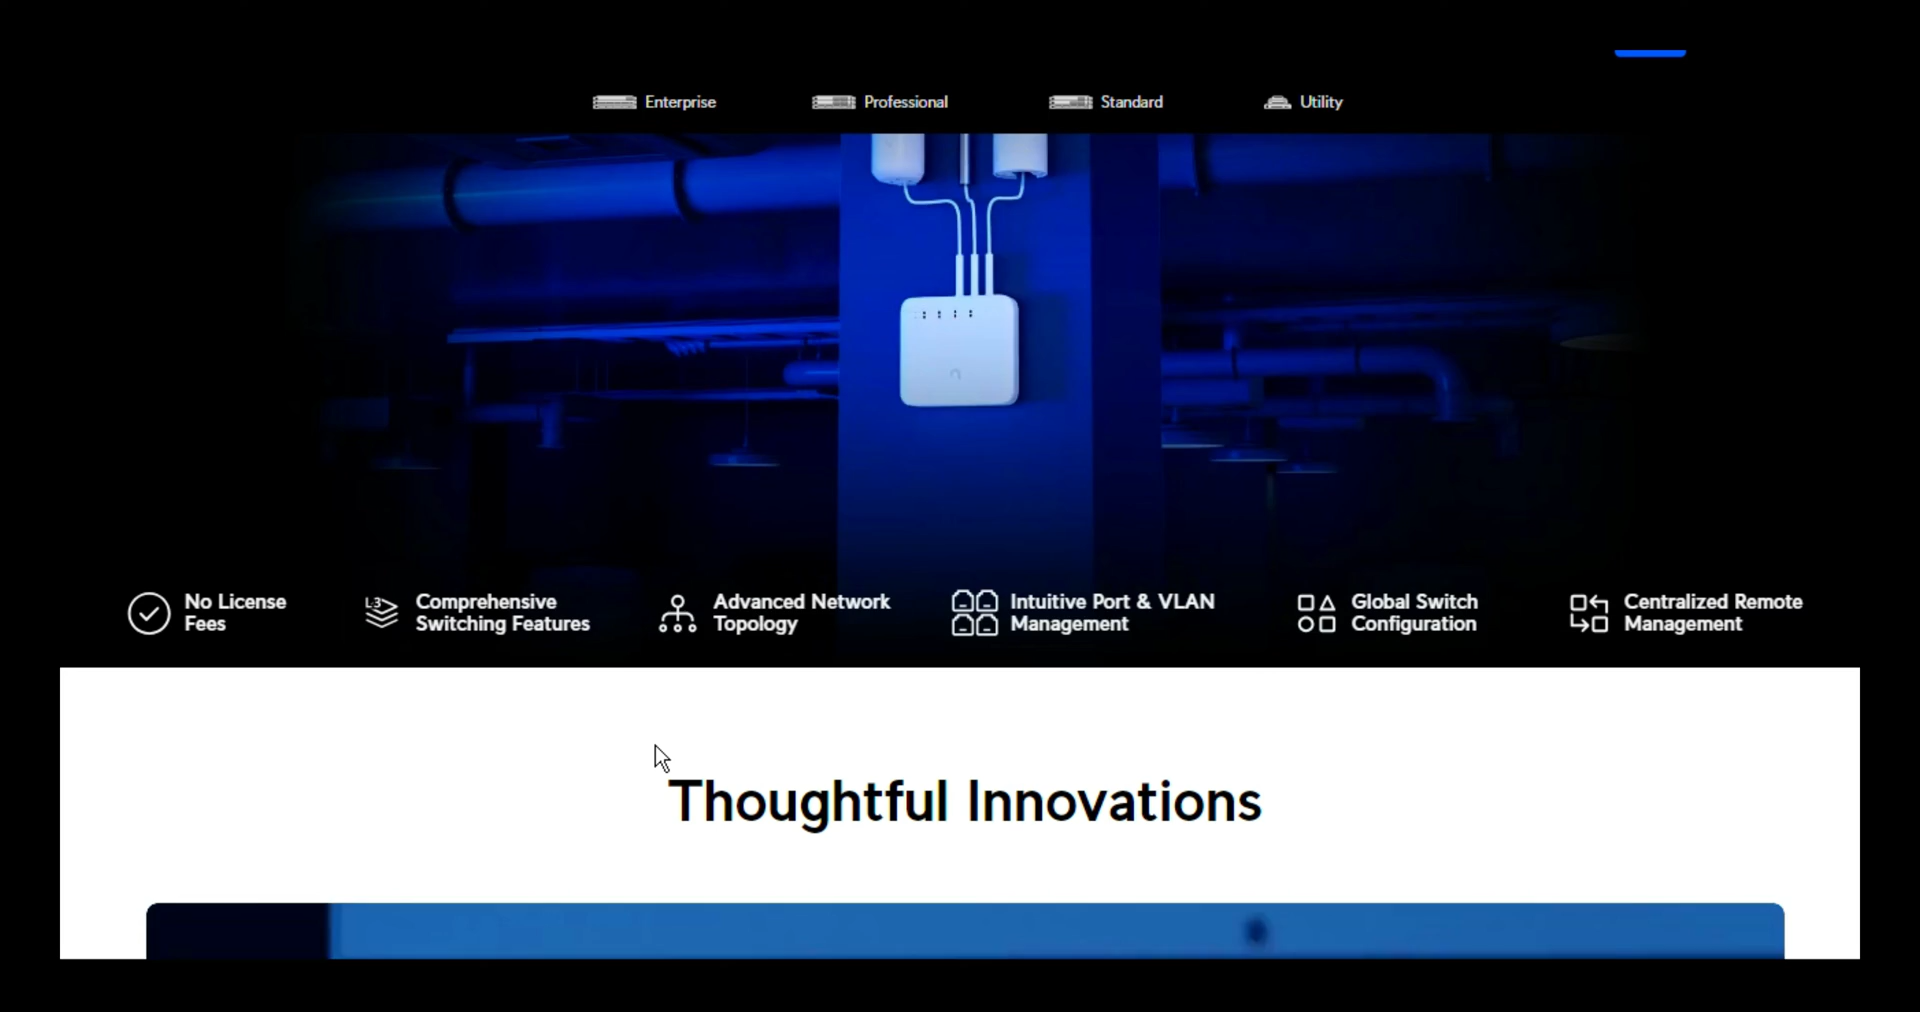 Enterprise
Professional
Standard
Utility
No License
Fees
L3
Comprehensive
Switching Features
Advanced Network
Topology
Intuitive Port & VLAN
Management
Global Switch
Configuration
Centralized Remote
Management
Thoughtful Innovations